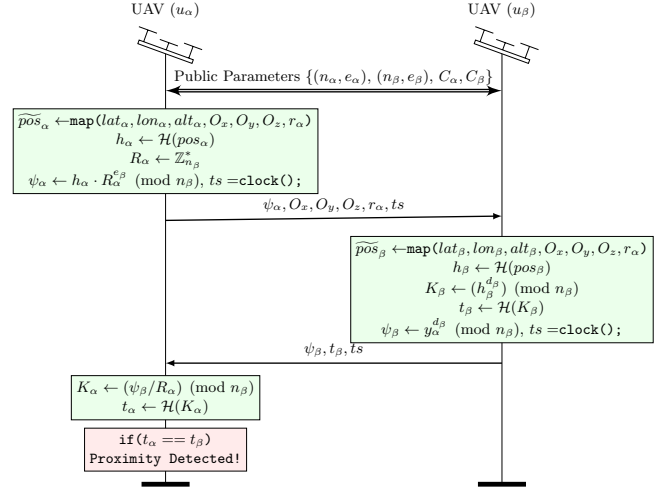 UAV (u_α) UAV (u_β)
Public Parameters {(n_α, e_α), (n_β, e_β), C_α, C_β}
p̃os_α ←map(lat_α, lon_α, alt_α, O_x, O_y, O_z, r_α)
h_α ← ℋ(pos_α)
R_α ← ℤ*_{n_β}
ψ_α ← h_α · R_α^{e_β} (mod n_β), ts =clock();
ψ_α, O_x, O_y, O_z, r_α, ts
p̃os_β ←map(lat_β, lon_β, alt_β, O_x, O_y, O_z, r_α)
h_β ← ℋ(pos_β)
K_β ← (h_β^{d_β}) (mod n_β)
t_β ← ℋ(K_β)
ψ_β ← y_α^{d_β} (mod n_β), ts =clock();
ψ_β, t_β, ts
K_α ← (ψ_β/R_α) (mod n_β)
t_α ← ℋ(K_α)
if(t_α == t_β)
Proximity Detected!